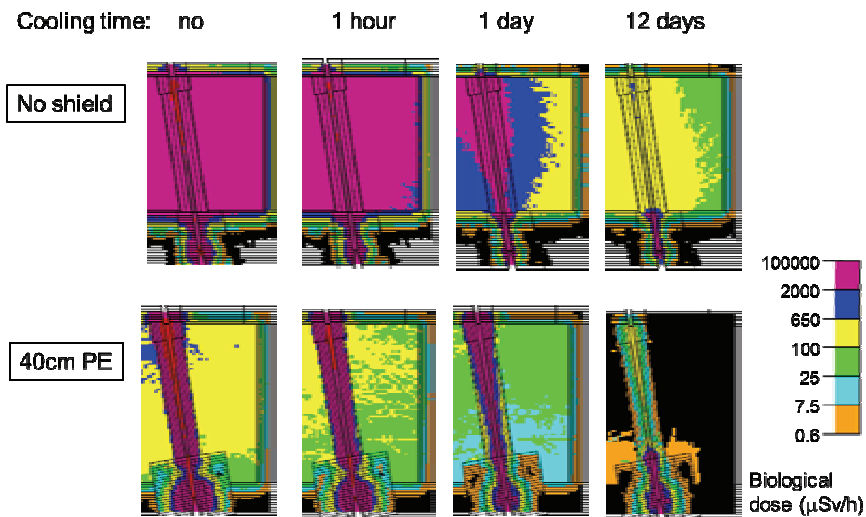 Cooling time: no 1 hour 1 day 12 days
No shield
100000
2000
650
100
25
7.5
0.6
40cm PE
Biological
dose (μSv/h)